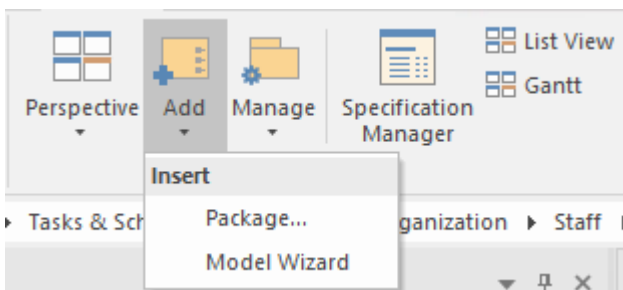 List View
Gantt
Perspective Add Manage Specification
Manager
Insert
Tasks & Sch ganization Staff
Package...
Model Wizard